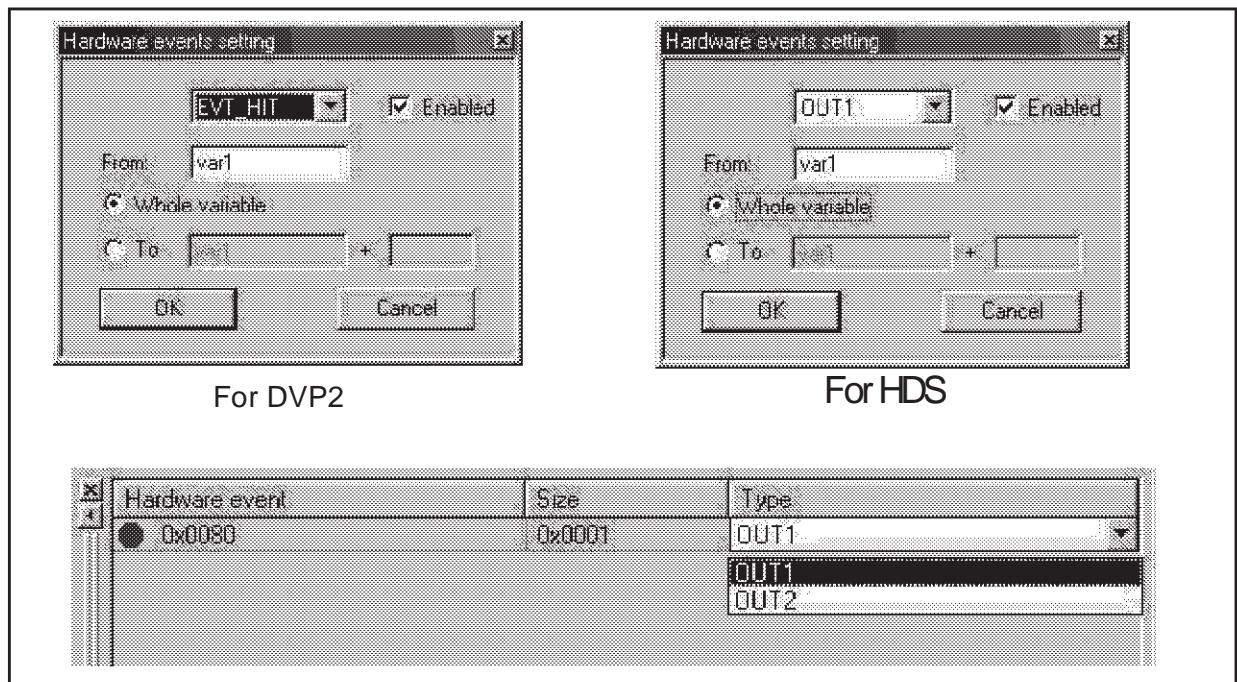 Hardware events setting
EVT_HIT
Enabled
From:
var1
Whole variable
To
var1
+
OK
Cancel
For DVP2
Hardware events setting
OUT1
Enabled
From:
var1
Whole variable
To
var1
+
OK
Cancel
For HDS
Hardware event Size Type
0x0080 0x0001 OUT1
OUT1
OUT2